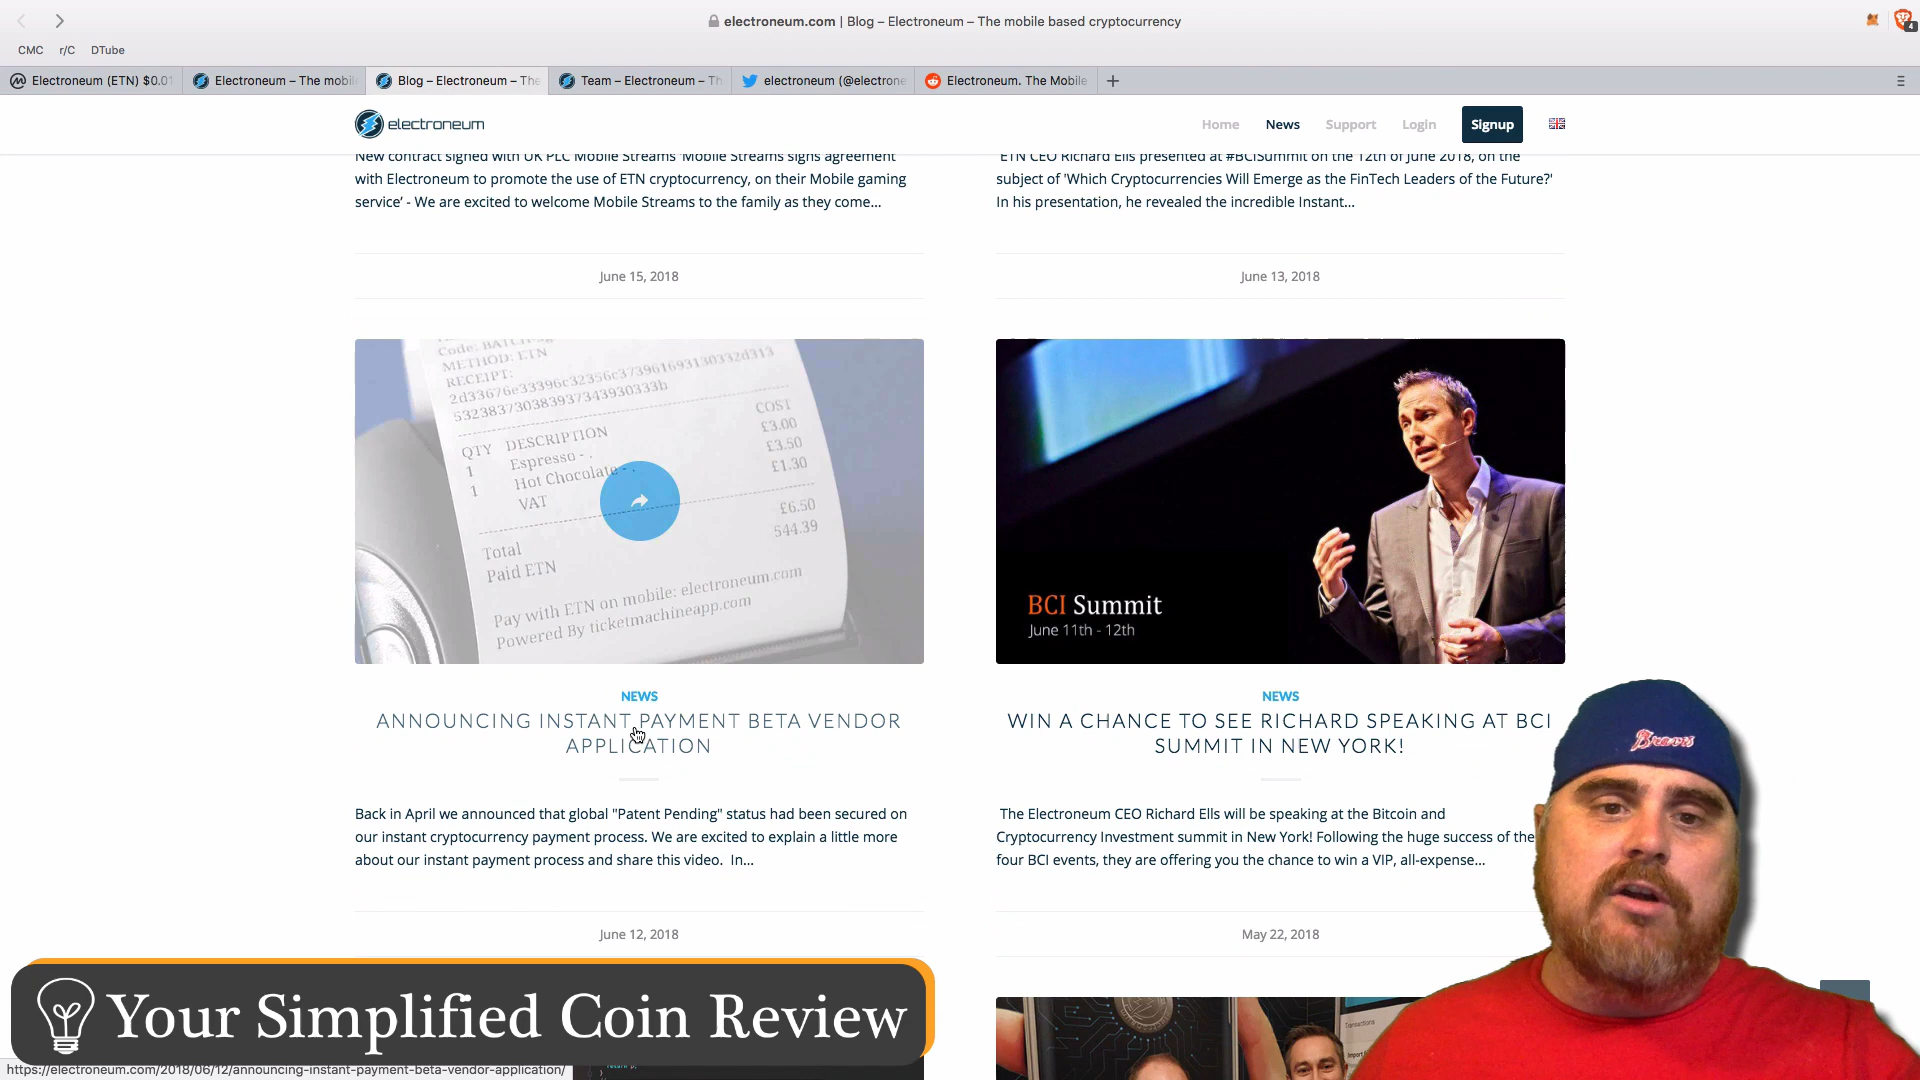 electroneum.com | Blog – Electroneum – The mobile based cryptocurrency
4
CMC r/C DTube
Electroneum (ETN) $0.01
Electroneum – The mobil
Blog – Electroneum – The
Team – Electroneum – Th
electroneum (@electrone
Electroneum. The Mobile
electroneum
Home
News
Support
Login
Signup
New contract signed with UK PLC Mobile Streams 'Mobile Streams signs agreement
with Electroneum to promote the use of ETN cryptocurrency, on their Mobile gaming
service' - We are excited to welcome Mobile Streams to the family as they come...
June 15, 2018
ETN CEO Richard Ells presented at #BCISummit on the 12th of June 2018, on the
subject of 'Which Cryptocurrencies Will Emerge as the FinTech Leaders of the Future?'
In his presentation, he revealed the incredible Instant...
June 13, 2018
METHOD: ETN
RECEIPT:
2d33676e33396c32356c37396169313033 2d313
5323837303839373439303 33b
QTY DESCRIPTION COST
1 Espresso - . £3.00
1 Hot Chocolate - . £3.50
VAT £1.30
Total £6.50
Paid ETN 544.39
Pay with ETN on mobile: electroneum.com
Powered By ticketmachineapp.com
NEWS
ANNOUNCING INSTANT PAYMENT BETA VENDOR
APPLICATION
Back in April we announced that global "Patent Pending" status had been secured on
our instant cryptocurrency payment process. We are excited to explain a little more
about our instant payment process and share this video. In...
June 12, 2018
BCI Summit
June 11th - 12th
NEWS
WIN A CHANCE TO SEE RICHARD SPEAKING AT BCI
SUMMIT IN NEW YORK!
The Electroneum CEO Richard Ells will be speaking at the Bitcoin and
Cryptocurrency Investment summit in New York! Following the huge success of the
four BCI events, they are offering you the chance to win a VIP, all-expense...
May 22, 2018
Braves
Transactions
Your Simplified Coin Review
https://electroneum.com/2018/06/12/announcing-instant-payment-beta-vendor-application/